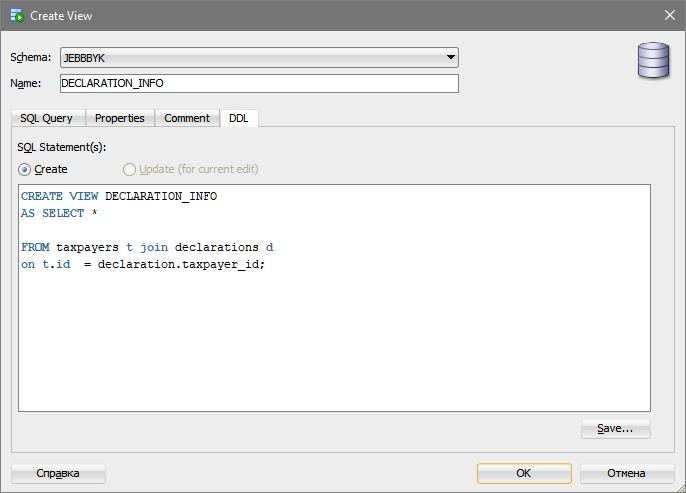 Create View
Schema: JEBBBYK
Name: DECLARATION_INFO
SQL Query Properties Comment DDL
SQL Statement(s):
Create Update (for current edit)
CREATE VIEW DECLARATION_INFO
AS SELECT *
FROM taxpayers t join declarations d
on t.id  = declaration.taxpayer_id;
Save...
Справка OK Отмена